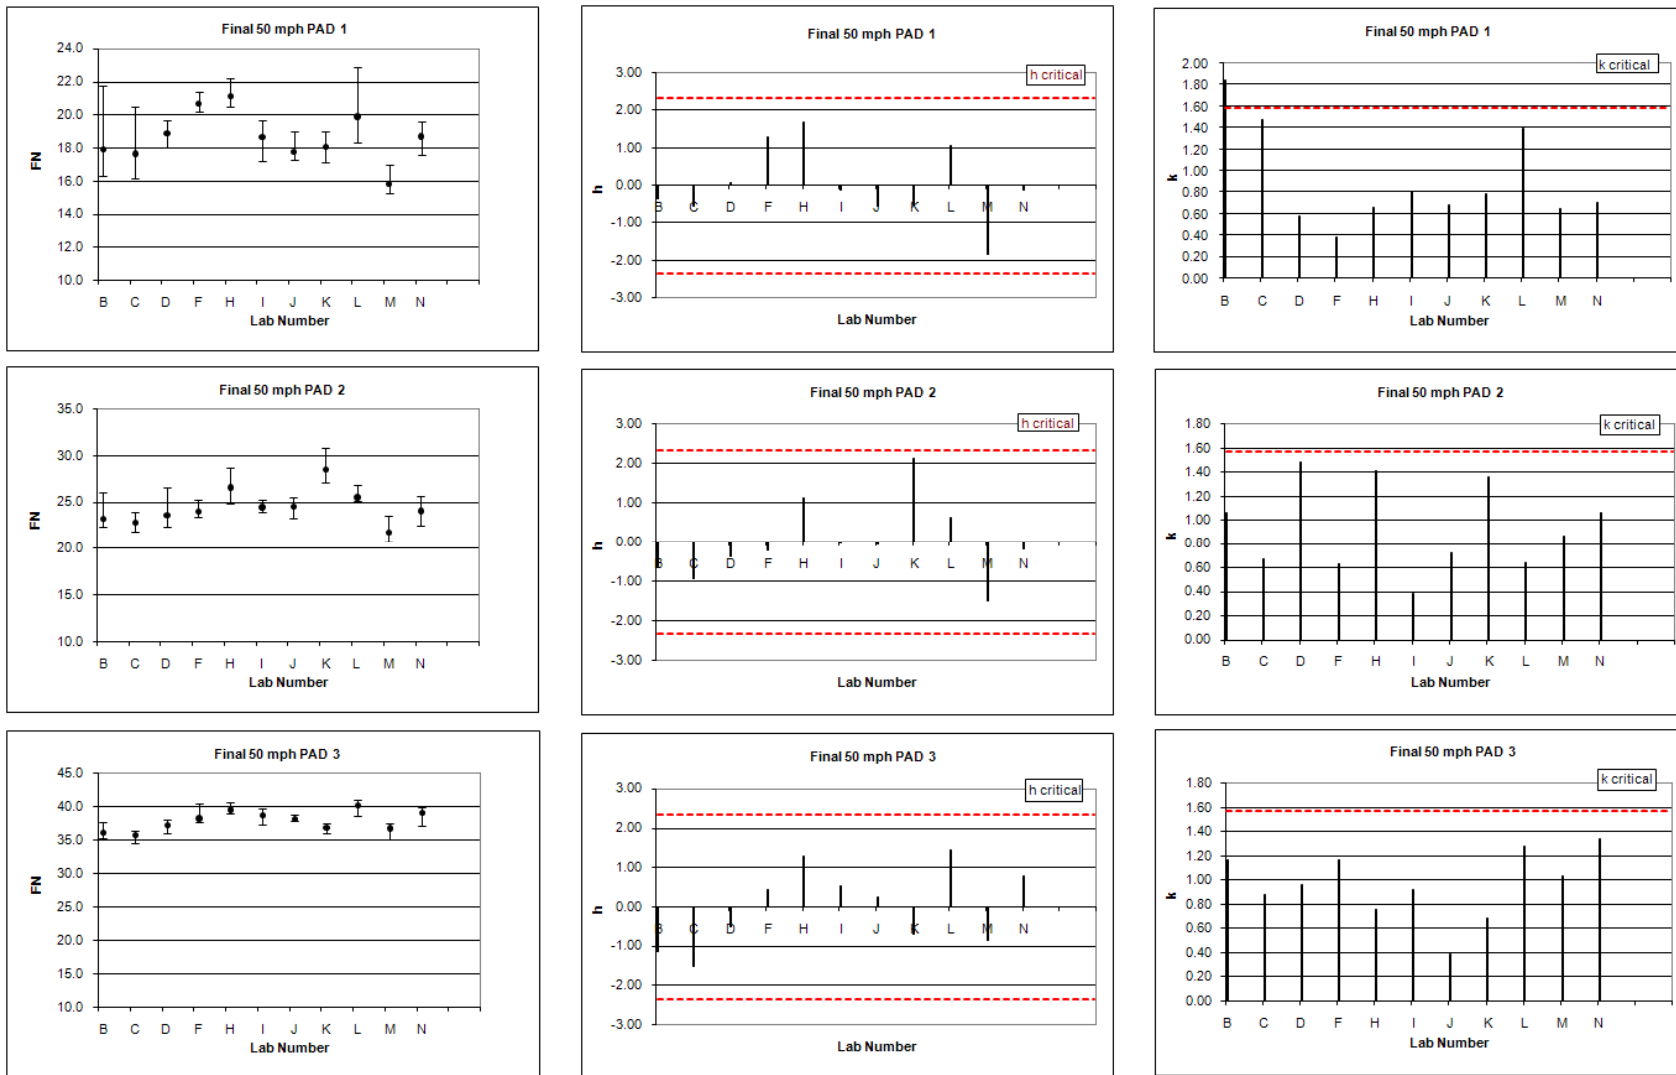 Final 50 mph PAD 1
24.0
22.0
20.0
18.0
16.0
14.0
12.0
10.0
FN
B C D F H I J K L M N
Lab Number
Final 50 mph PAD 1
h critical
3.00
2.00
1.00
0.00
-1.00
-2.00
-3.00
h
B C D F H I J K L M N
Lab Number
Final 50 mph PAD 1
k critical
2.00
1.80
1.60
1.40
1.20
1.00
0.80
0.60
0.40
0.20
0.00
k
B C D F H I J K L M N
Lab Number
Final 50 mph PAD 2
35.0
30.0
25.0
20.0
15.0
10.0
FN
B C D F H I J K L M N
Lab Number
Final 50 mph PAD 2
h critical
3.00
2.00
1.00
0.00
-1.00
-2.00
-3.00
h
B C D F H I J K L M N
Lab Number
Final 50 mph PAD 2
k critical
1.80
1.60
1.40
1.20
1.00
0.80
0.60
0.40
0.20
0.00
k
B C D F H I J K L M N
Lab Number
Final 50 mph PAD 3
45.0
40.0
35.0
30.0
25.0
20.0
15.0
10.0
FN
B C D F H I J K L M N
Lab Number
Final 50 mph PAD 3
h critical
3.00
2.00
1.00
0.00
-1.00
-2.00
-3.00
h
B C D F H I J K L M N
Lab Number
Final 50 mph PAD 3
k critical
1.80
1.60
1.40
1.20
1.00
0.80
0.60
0.40
0.20
0.00
k
B C D F H I J K L M N
Lab Number